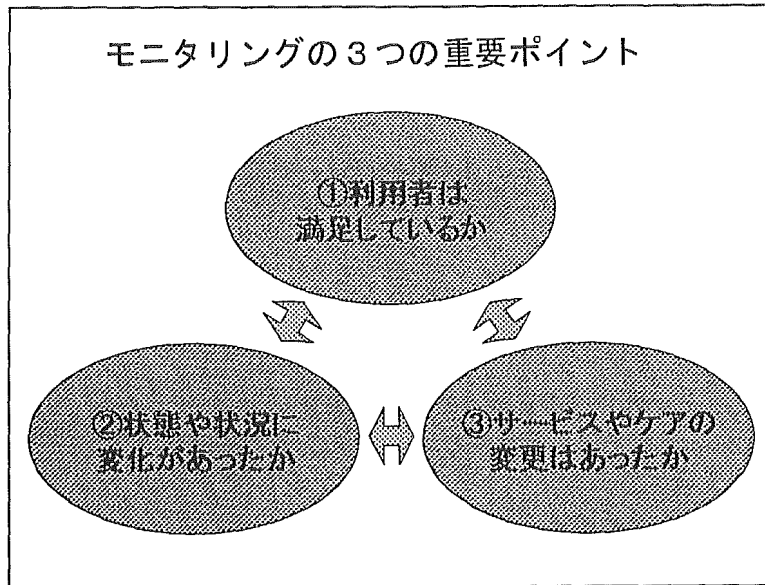 モニタリングの３つの重要ポイント
①利用者は
満足しているか
②状態や状況に
変化があったか
③サービスやケアの
変更はあったか